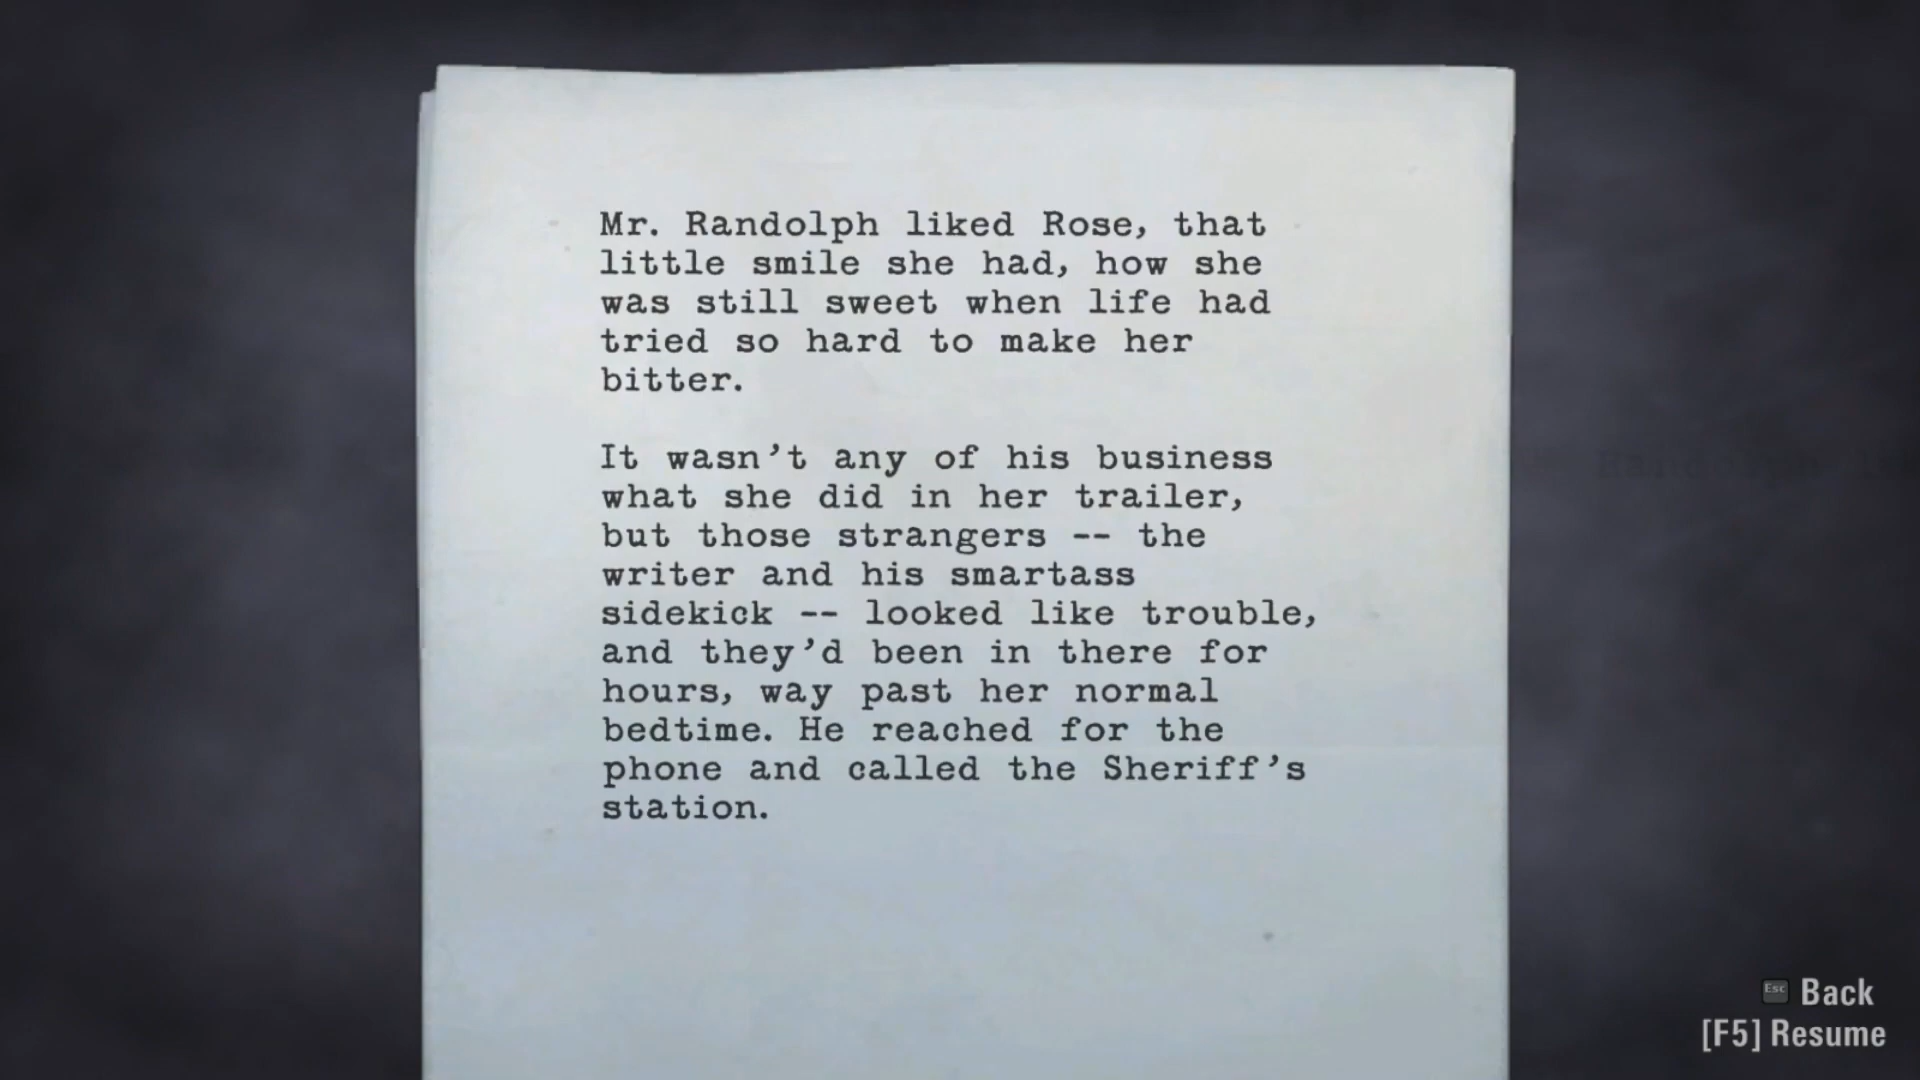 Mr. Randolph liked Rose, that
little smile she had, how she
was still sweet when life had
tried so hard to make her
bitter.
It wasn’t any of his business
what she did in her trailer,
but those strangers -- the
writer and his smartass
sidekick -- looked like trouble,
and they’d been in there for
hours, way past her normal
bedtime. He reached for the
phone and called the Sheriff’s
station.
Esc Back
[F5] Resume